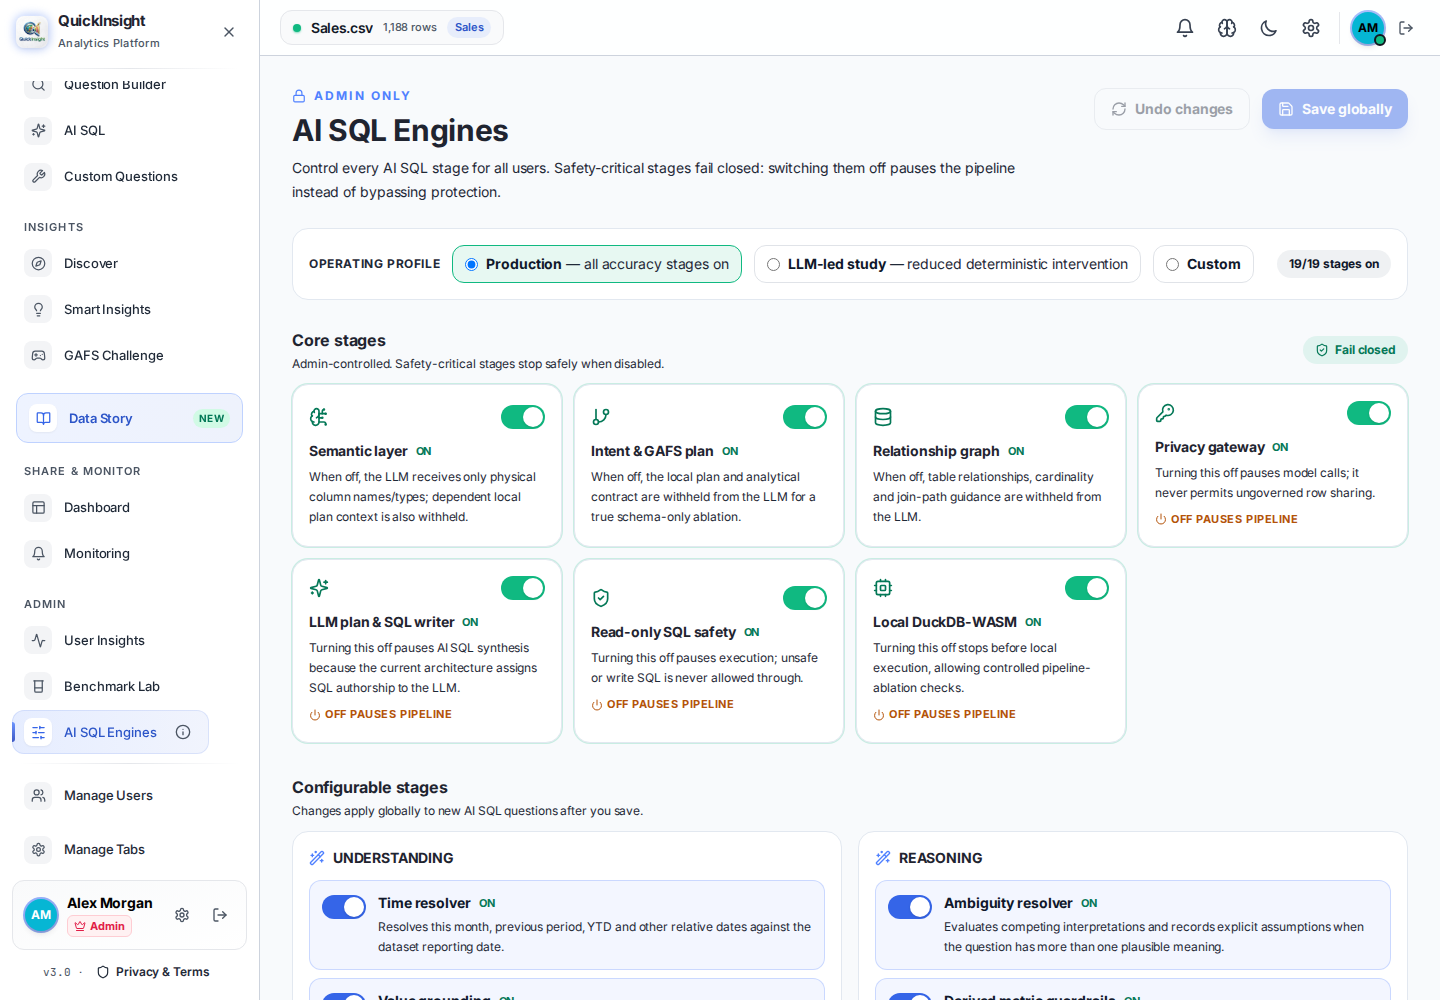 QuickInsight
Analytics Platform
Question Builder
AI SQL
Custom Questions
INSIGHTS
Discover
Smart Insights
GAFS Challenge
Data Story
NEW
SHARE & MONITOR
Dashboard
Monitoring
ADMIN
User Insights
Benchmark Lab
AI SQL Engines
Manage Users
Manage Tabs
AM
Alex Morgan
Admin
v3.0 ·
Privacy & Terms
Sales.csv 1,188 rows Sales
AM
ADMIN ONLY
AI SQL Engines
Control every AI SQL stage for all users. Safety-critical stages fail closed: switching them off pauses the pipeline
instead of bypassing protection.
Undo changes
Save globally
OPERATING PROFILE
Production — all accuracy stages on
LLM-led study — reduced deterministic intervention
Custom
19/19 stages on
Core stages
Admin-controlled. Safety-critical stages stop safely when disabled.
Fail closed
Semantic layer ON
When off, the LLM receives only physical
column names/types; dependent local
plan context is also withheld.
Intent & GAFS plan ON
When off, the local plan and analytical
contract are withheld from the LLM for a
true schema-only ablation.
Relationship graph ON
When off, table relationships, cardinality
and join-path guidance are withheld from
the LLM.
Privacy gateway ON
Turning this off pauses model calls; it
never permits ungoverned row sharing.
OFF PAUSES PIPELINE
LLM plan & SQL writer ON
Turning this off pauses AI SQL synthesis
because the current architecture assigns
SQL authorship to the LLM.
OFF PAUSES PIPELINE
Read-only SQL safety ON
Turning this off pauses execution; unsafe
or write SQL is never allowed through.
OFF PAUSES PIPELINE
Local DuckDB-WASM ON
Turning this off stops before local
execution, allowing controlled pipeline-
ablation checks.
OFF PAUSES PIPELINE
Configurable stages
Changes apply globally to new AI SQL questions after you save.
UNDERSTANDING
Time resolver ON
Resolves this month, previous period, YTD and other relative dates against the
dataset reporting date.
Value grounding ON
REASONING
Ambiguity resolver ON
Evaluates competing interpretations and records explicit assumptions when
the question has more than one plausible meaning.
Derived metric guardrails ON